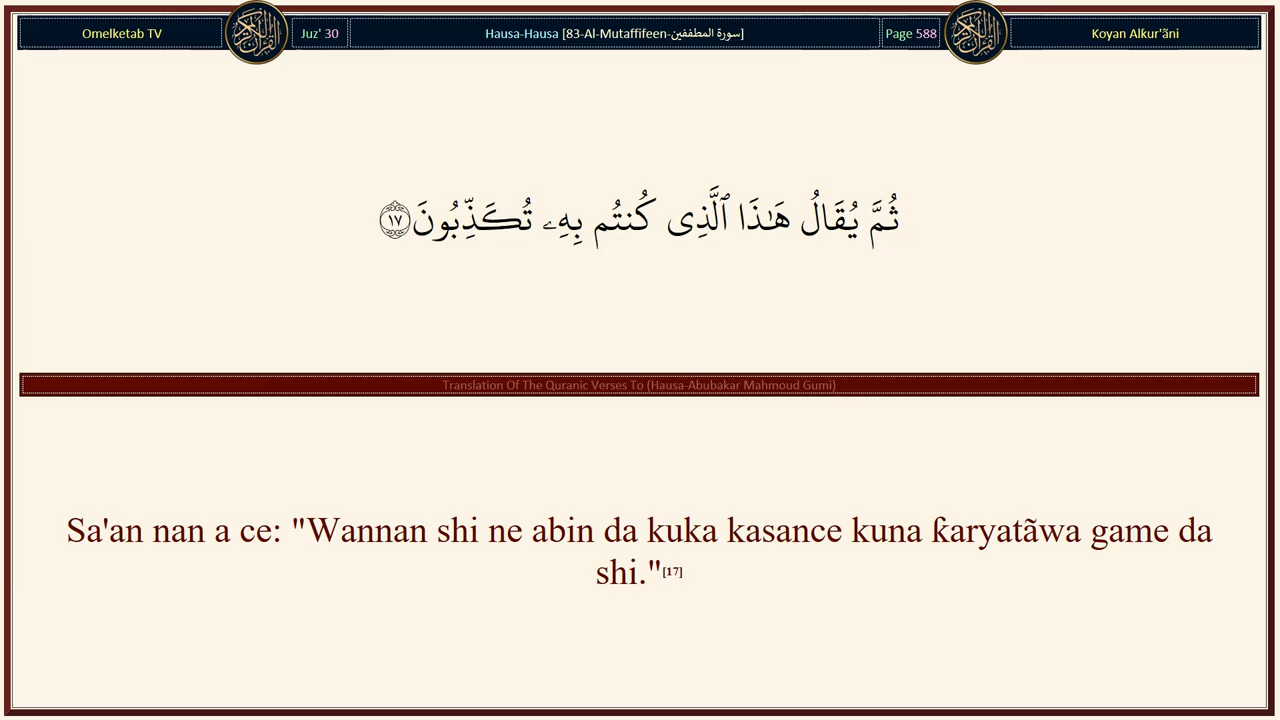 Omelketab TV
Juz' 30
Hausa-Hausa [83-Al-Mutaffifeen-سورة المطففين]
Page 588
Koyan Alƙur'ãni
ثُمَّ يُقَالُ هَـٰذَا ٱلَّذِى كُنتُم بِهِۦ تُكَذِّبُونَ ١٧
Translation Of The Quranic Verses To (Hausa-Abubakar Mahmoud Gumi)
Sa'an nan a ce: "Wannan shi ne abin da kuka kasance kuna ƙaryatãwa game da
shi."[17]